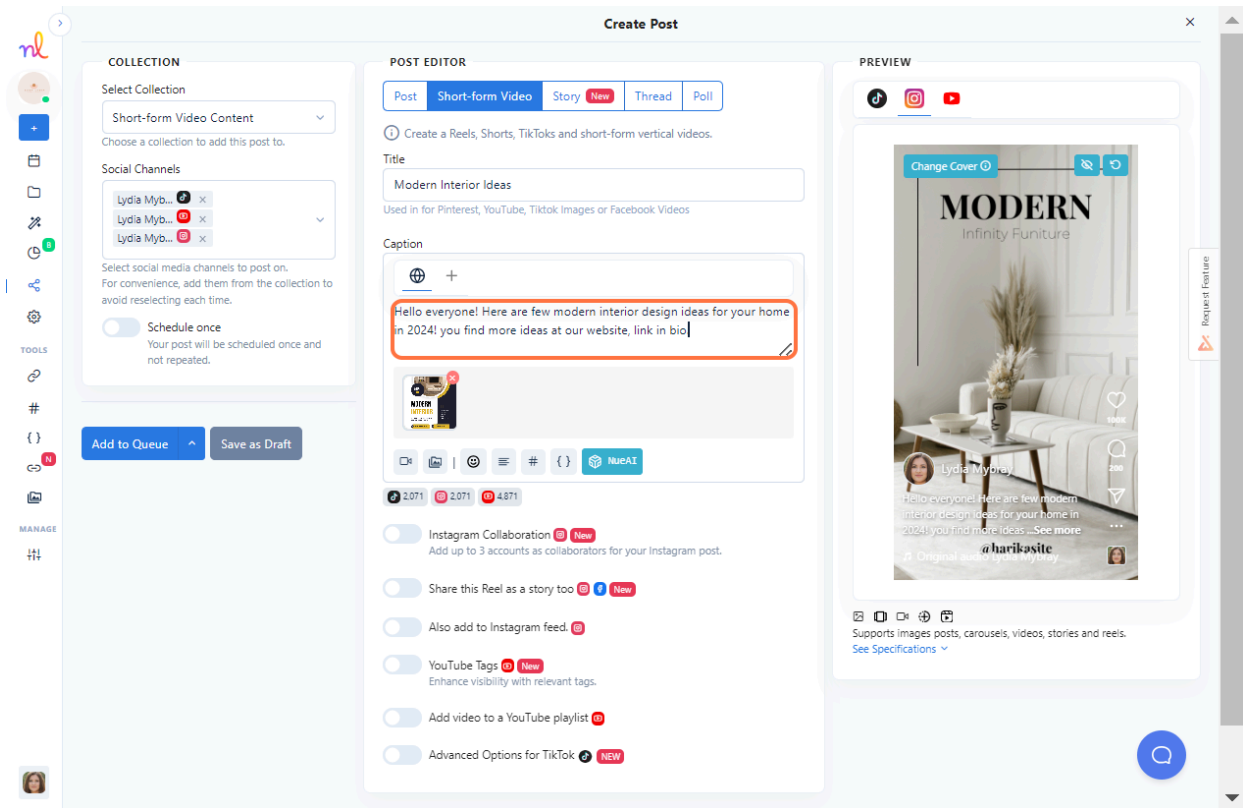 nl
Create Post
COLLECTION
Select Collection
Short-form Video Content
Choose a collection to add this post to.
Social Channels
Lydia Myb...
Lydia Myb...
Lydia Myb...
Select social media channels to post on.
For convenience, add them from the collection to
avoid reselecting each time.
Schedule once
Your post will be scheduled once and
not repeated.
Add to Queue
Save as Draft
8
TOOLS
N
MANAGE
POST EDITOR
Post
Short-form Video
Story New
Thread
Poll
Create a Reels, Shorts, TikToks and short-form vertical videos.
Title
Modern Interior Ideas
Used in for Pinterest, YouTube, Tiktok Images or Facebook Videos
Caption
Hello everyone! Here are few modern interior design ideas for your home
in 2024! you find more ideas at our website, link in bio
MODERN
INTERIOR
NueAI
2,071
2,071
4,871
Instagram Collaboration New
Add up to 3 accounts as collaborators for your Instagram post.
Share this Reel as a story too New
Also add to Instagram feed.
YouTube Tags New
Enhance visibility with relevant tags.
Add video to a YouTube playlist
Advanced Options for TikTok NEW
PREVIEW
Change Cover
MODERN
Infinity Funiture
100K
200
Lydia Mybray
Hello everyone! Here are few modern
interior design ideas for your home in
2024! you find more ideas ...See more
@harikasite
Original audio Lydia Mybray
Supports images posts, carousels, videos, stories and reels.
See Specifications
Request Feature